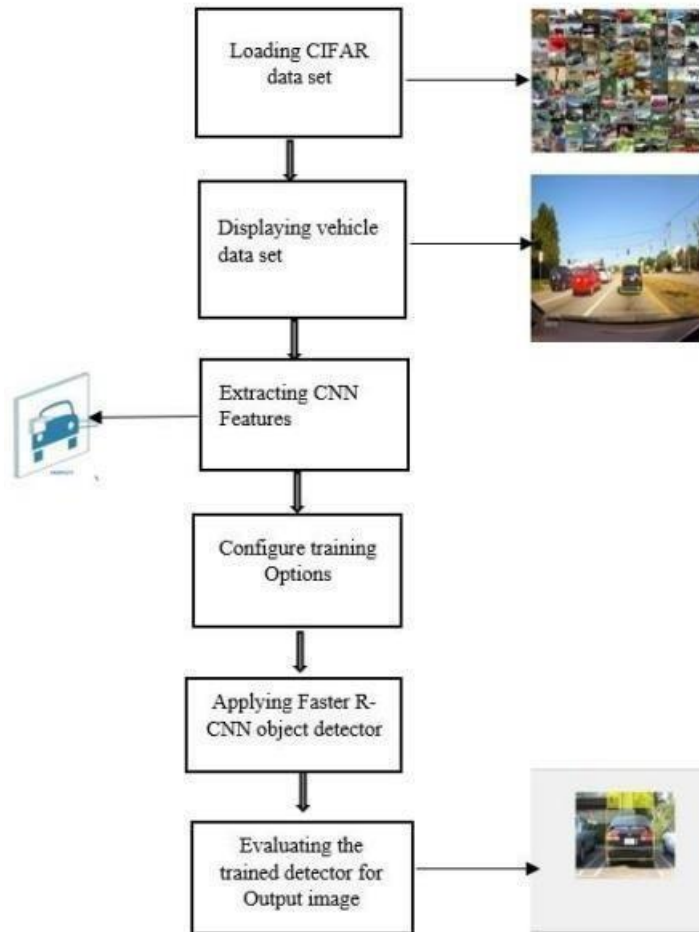 Loading CIFAR
data set
Displaying vehicle
data set
Extracting CNN
Features
Configure training
Options
Applying Faster R-
CNN object detector
Evaluating the
trained detector for
Output image